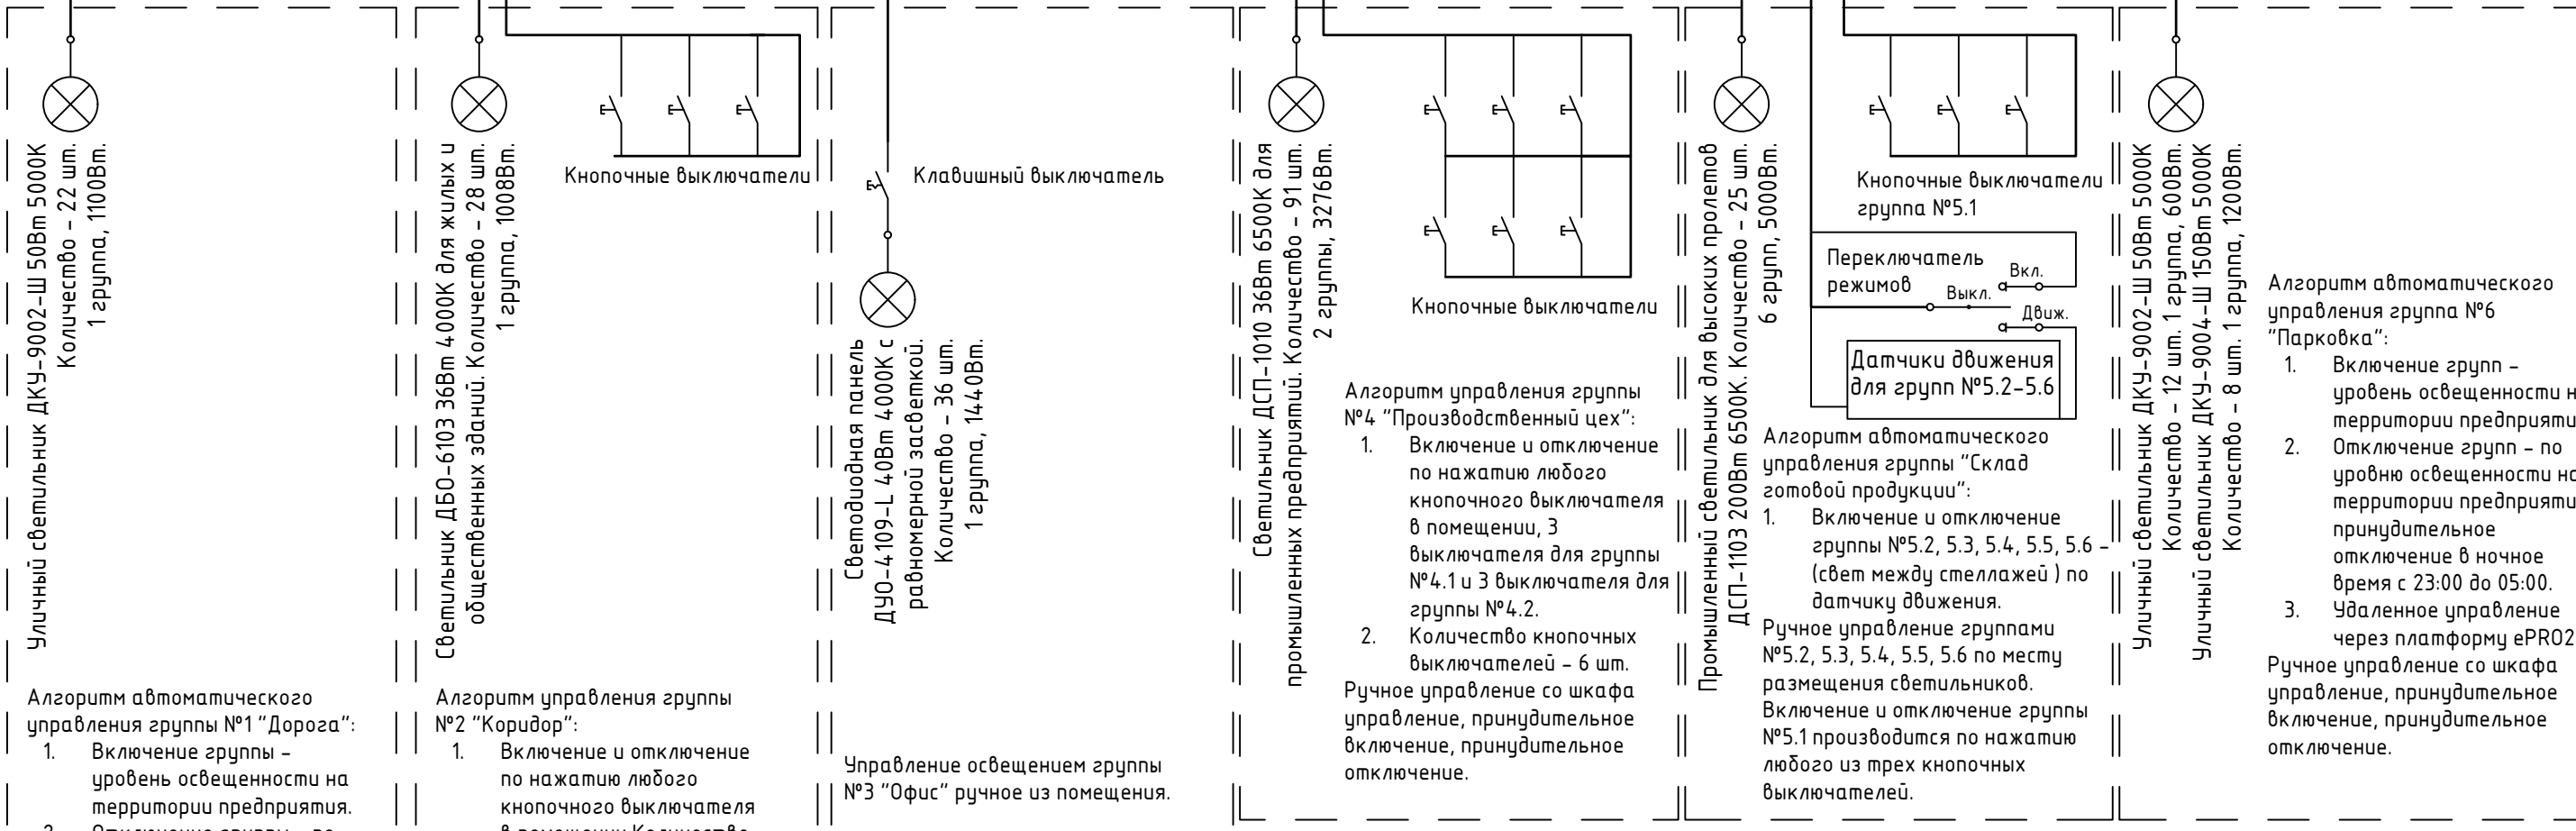 Уличный светильник ДКУ-9002-Ш 50Вт 5000К
Количество - 22 шт.
1 группа, 1100Вт.
Алгоритм автоматического
управления группы №1 "Дорога":
1. Включение группы -
уровень освещенности на
территории предприятия.
Светильник ДБО-6103 36Вт 4000К для жилых и
общественных зданий. Количество - 28 шт.
1 группа, 1008Вт.
Кнопочные выключатели
Алгоритм управления группы
№2 "Коридор":
1. Включение и отключение
по нажатию любого
кнопочного выключателя
Клавишный выключатель
Светодиодная панель
ДУО-4109-L 40Вт 4000К с
равномерной засветкой.
Количество - 36 шт.
1 группа, 1440Вт.
Управление освещением группы
№3 "Офис" ручное из помещения.
Светильник ДСП-1010 36Вт 6500К для
промышленных предприятий. Количество - 91 шт.
2 группы, 3276Вт.
Кнопочные выключатели
Алгоритм управления группы
№4 "Производственный цех":
1. Включение и отключение
по нажатию любого
кнопочного выключателя
в помещении, 3
выключателя для группы
№4.1 и 3 выключателя для
группы №4.2.
2. Количество кнопочных
выключателей - 6 шт.
Ручное управление со шкафа
управление, принудительное
включение, принудительное
отключение.
Промышленный светильник для высоких пролетов
ДСП-1103 200Вт 6500К. Количество - 25 шт.
6 групп, 5000Вт.
Кнопочные выключатели
группа №5.1
Переключатель
режимов
Вкл.
Выкл.
Движ.
Датчики движения
для групп №5.2-5.6
Алгоритм автоматического
управления группы "Склад
готовой продукции":
1. Включение и отключение
группы №5.2, 5.3, 5.4, 5.5, 5.6 -
(свет между стеллажей ) по
датчику движения.
Ручное управление группами
№5.2, 5.3, 5.4, 5.5, 5.6 по месту
размещения светильников.
Включение и отключение группы
№5.1 производится по нажатию
любого из трех кнопочных
выключателей.
Уличный светильник ДКУ-9002-Ш 50Вт 5000К
Количество - 12 шт. 1 группа, 600Вт.
Уличный светильник ДКУ-9004-Ш 150Вт 5000К
Количество - 8 шт. 1 группа, 1200Вт.
Алгоритм автоматического
управления группа №6
"Парковка":
1. Включение групп -
уровень освещенности н
территории предприяти
2. Отключение групп - по
уровню освещенности на
территории предприяти
принудительное
отключение в ночное
время с 23:00 до 05:00.
3. Удаленное управление
через платформу ePRO2
Ручное управление со шкафа
управление, принудительное
включение, принудительное
отключение.